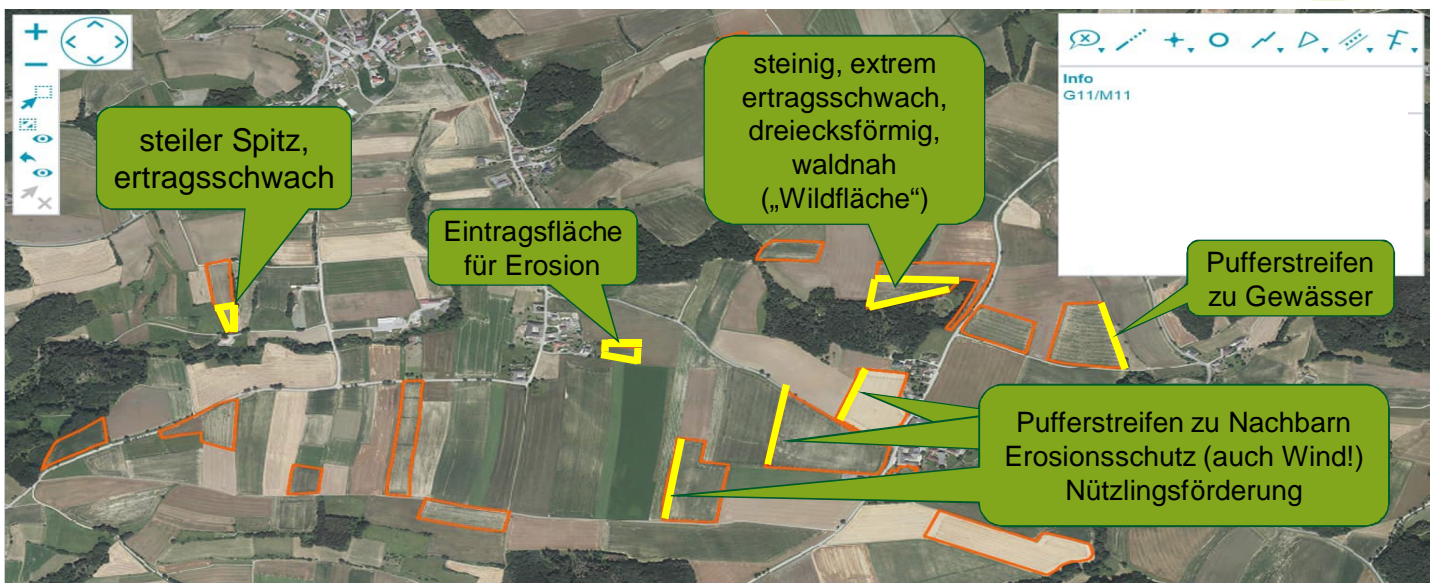 steiler Spitz,
ertragsschwach
Eintragsfläche
für Erosion
steinig, extrem
ertragsschwach,
dreiecksförmig,
waldnah
(„Wildfläche“)
Info
G11/M11
Pufferstreifen
zu Gewässer
Pufferstreifen zu Nachbarn
Erosionsschutz (auch Wind!)
Nützlingsförderung